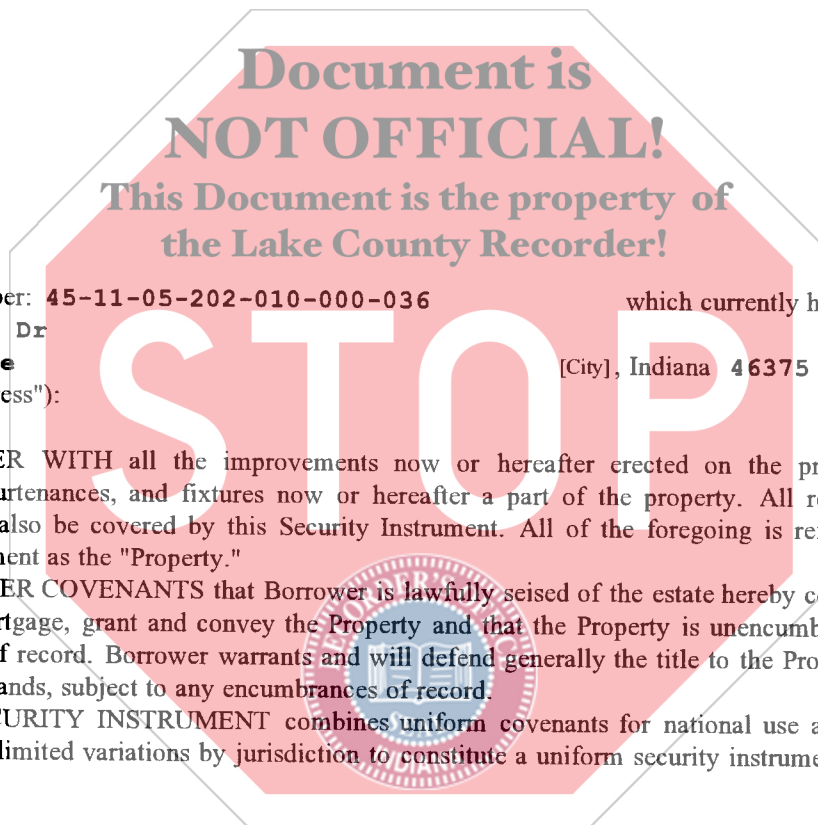 Document is
NOT OFFICIAL!
This Document is the property of
the Lake County Recorder!
er: 45-11-05-202-010-000-036 which currently h
Dr
e [City], Indiana 46375
ess"):
STOP
ER WITH all the improvements now or hereafter erected on the pr
urtenances, and fixtures now or hereafter a part of the property. All re
also be covered by this Security Instrument. All of the foregoing is re
ent as the "Property."
ER COVENANTS that Borrower is lawfully seised of the estate hereby c
rtgage, grant and convey the Property and that the Property is unencumb
f record. Borrower warrants and will defend generally the title to the Pro
ands, subject to any encumbrances of record.
CURITY INSTRUMENT combines uniform covenants for national use a
limited variations by jurisdiction to constitute a uniform security instrume
SEAL
INDIANA